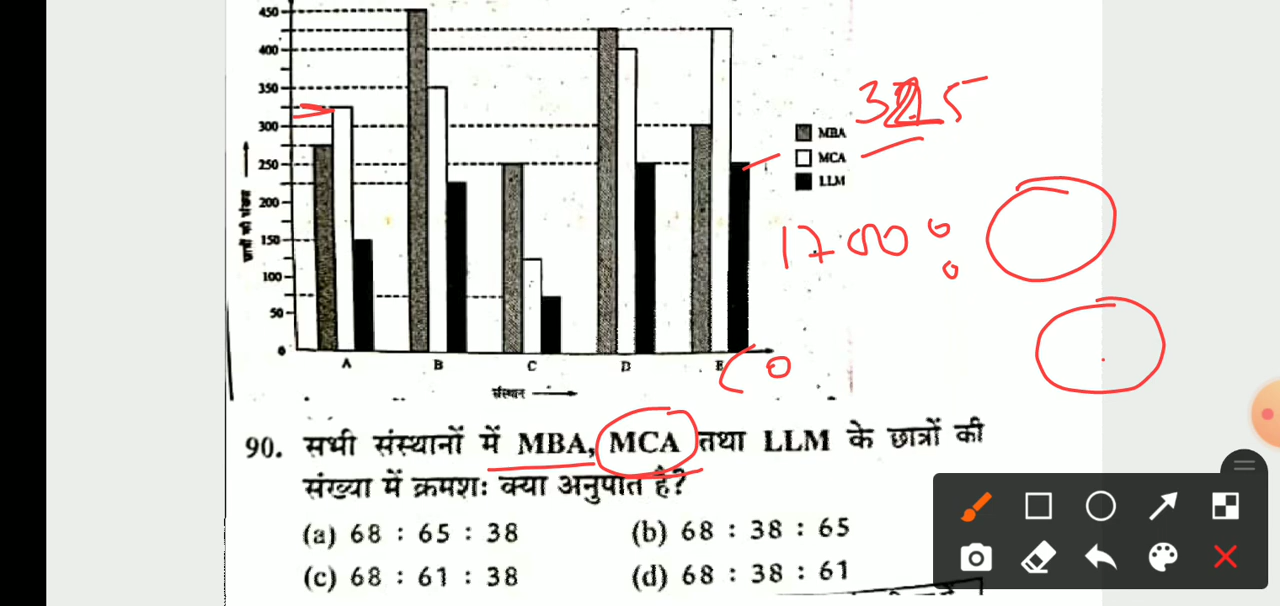 450
400
350
300
250
200
150
100
50
0
छात्रों की संख्या
A B C D E
संस्थान
MBA
MCA
LLM
325
1700 :
90. सभी संस्थानों में MBA, MCA तथा LLM के छात्रों की
संख्या में क्रमशः क्या अनुपात है?
(a) 68 : 65 : 38 (b) 68 : 38 : 65
(c) 68 : 61 : 38 (d) 68 : 38 : 61